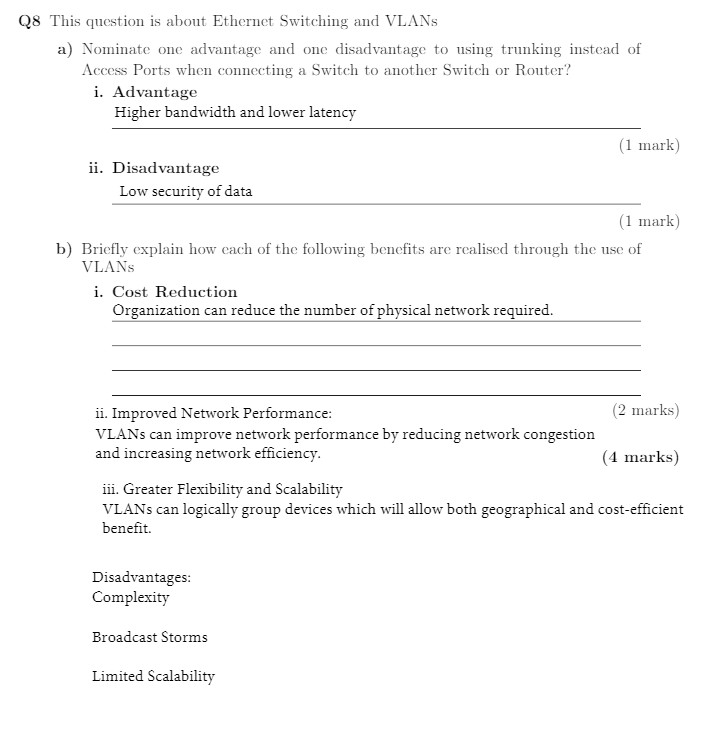 Q8 This question is about Ethernet Switching and VLANs
a) Nominate one advantage and one disadvantage to using trunking instead of
Access Ports when connecting a Switch to another Switch or Router?
i. Advantage
Higher bandwidth and lower latency
(1 mark)
ii. Disadvantage
Low security of data
(1 mark)
b) Briefly explain how each of the following benefits are realised through the use of
VLANs
i. Cost Reduction
Organization can reduce the number of physical network required.
(2 marks)
ii. Improved Network Performance:
VLANs can improve network performance by reducing network congestion
and increasing network efficiency.
(4 marks)
iii. Greater Flexibility and Scalability
VLANs can logically group devices which will allow both geographical and cost-efficient
benefit.
Disadvantages:
Complexity
Broadcast Storms
Limited Scalability